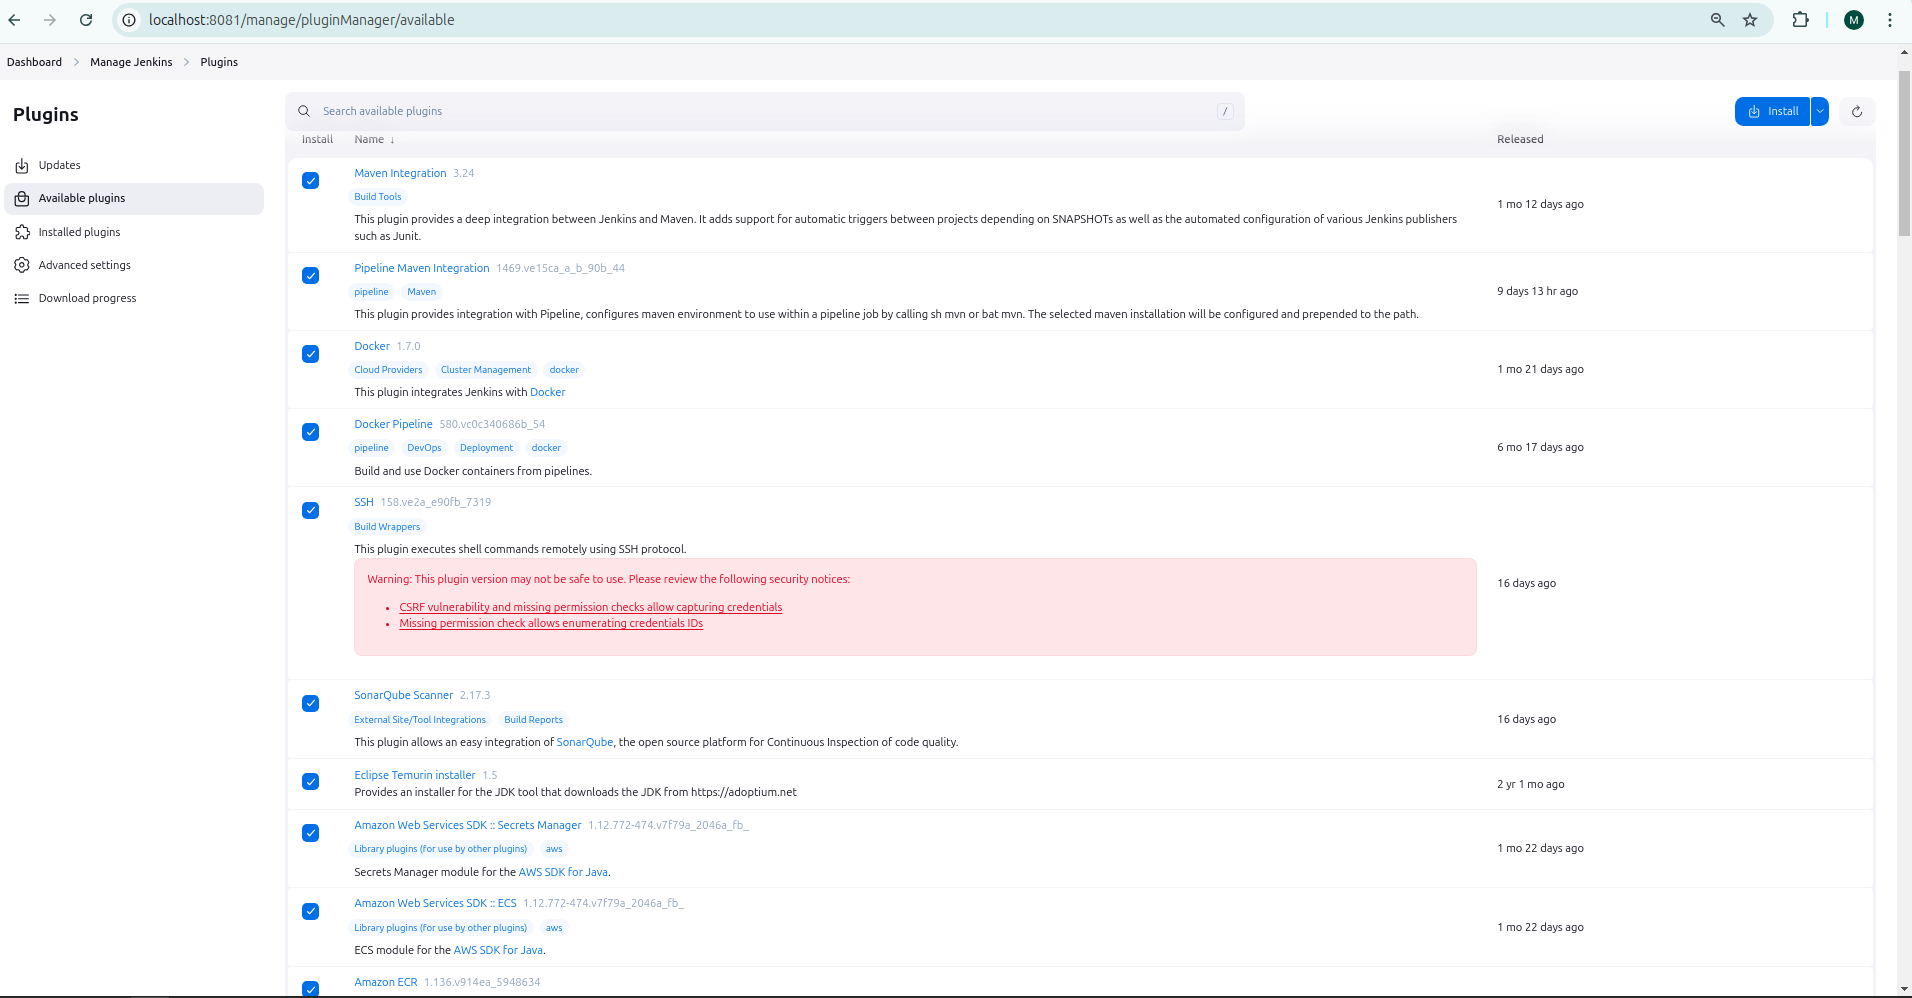 localhost:8081/manage/pluginManager/available
M
Dashboard > Manage Jenkins > Plugins
Plugins
Updates
Available plugins
Installed plugins
Advanced settings
Download progress
Search available plugins
/
Install
Install Name ↓ Released
Maven Integration 3.24
Build Tools
This plugin provides a deep integration between Jenkins and Maven. It adds support for automatic triggers between projects depending on SNAPSHOTs as well as the automated configuration of various Jenkins publishers
such as Junit.
1 mo 12 days ago
Pipeline Maven Integration 1469.ve15ca_a_b_90b_44
pipeline Maven
This plugin provides integration with Pipeline, configures maven environment to use within a pipeline job by calling sh mvn or bat mvn. The selected maven installation will be configured and prepended to the path.
9 days 13 hr ago
Docker 1.7.0
Cloud Providers Cluster Management docker
This plugin integrates Jenkins with Docker
1 mo 21 days ago
Docker Pipeline 580.vc0c340686b_54
pipeline DevOps Deployment docker
Build and use Docker containers from pipelines.
6 mo 17 days ago
SSH 158.ve2a_e90fb_7319
Build Wrappers
This plugin executes shell commands remotely using SSH protocol.
Warning: This plugin version may not be safe to use. Please review the following security notices:
• CSRF vulnerability and missing permission checks allow capturing credentials
• Missing permission check allows enumerating credentials IDs
16 days ago
SonarQube Scanner 2.17.3
External Site/Tool Integrations Build Reports
This plugin allows an easy integration of SonarQube, the open source platform for Continuous Inspection of code quality.
16 days ago
Eclipse Temurin installer 1.5
Provides an installer for the JDK tool that downloads the JDK from https://adoptium.net
2 yr 1 mo ago
Amazon Web Services SDK :: Secrets Manager 1.12.772-474.v7f79a_2046a_fb_
Library plugins (for use by other plugins) aws
Secrets Manager module for the AWS SDK for Java.
1 mo 22 days ago
Amazon Web Services SDK :: ECS 1.12.772-474.v7f79a_2046a_fb_
Library plugins (for use by other plugins) aws
ECS module for the AWS SDK for Java.
1 mo 22 days ago
Amazon ECR 1.136.v914ea_5948634